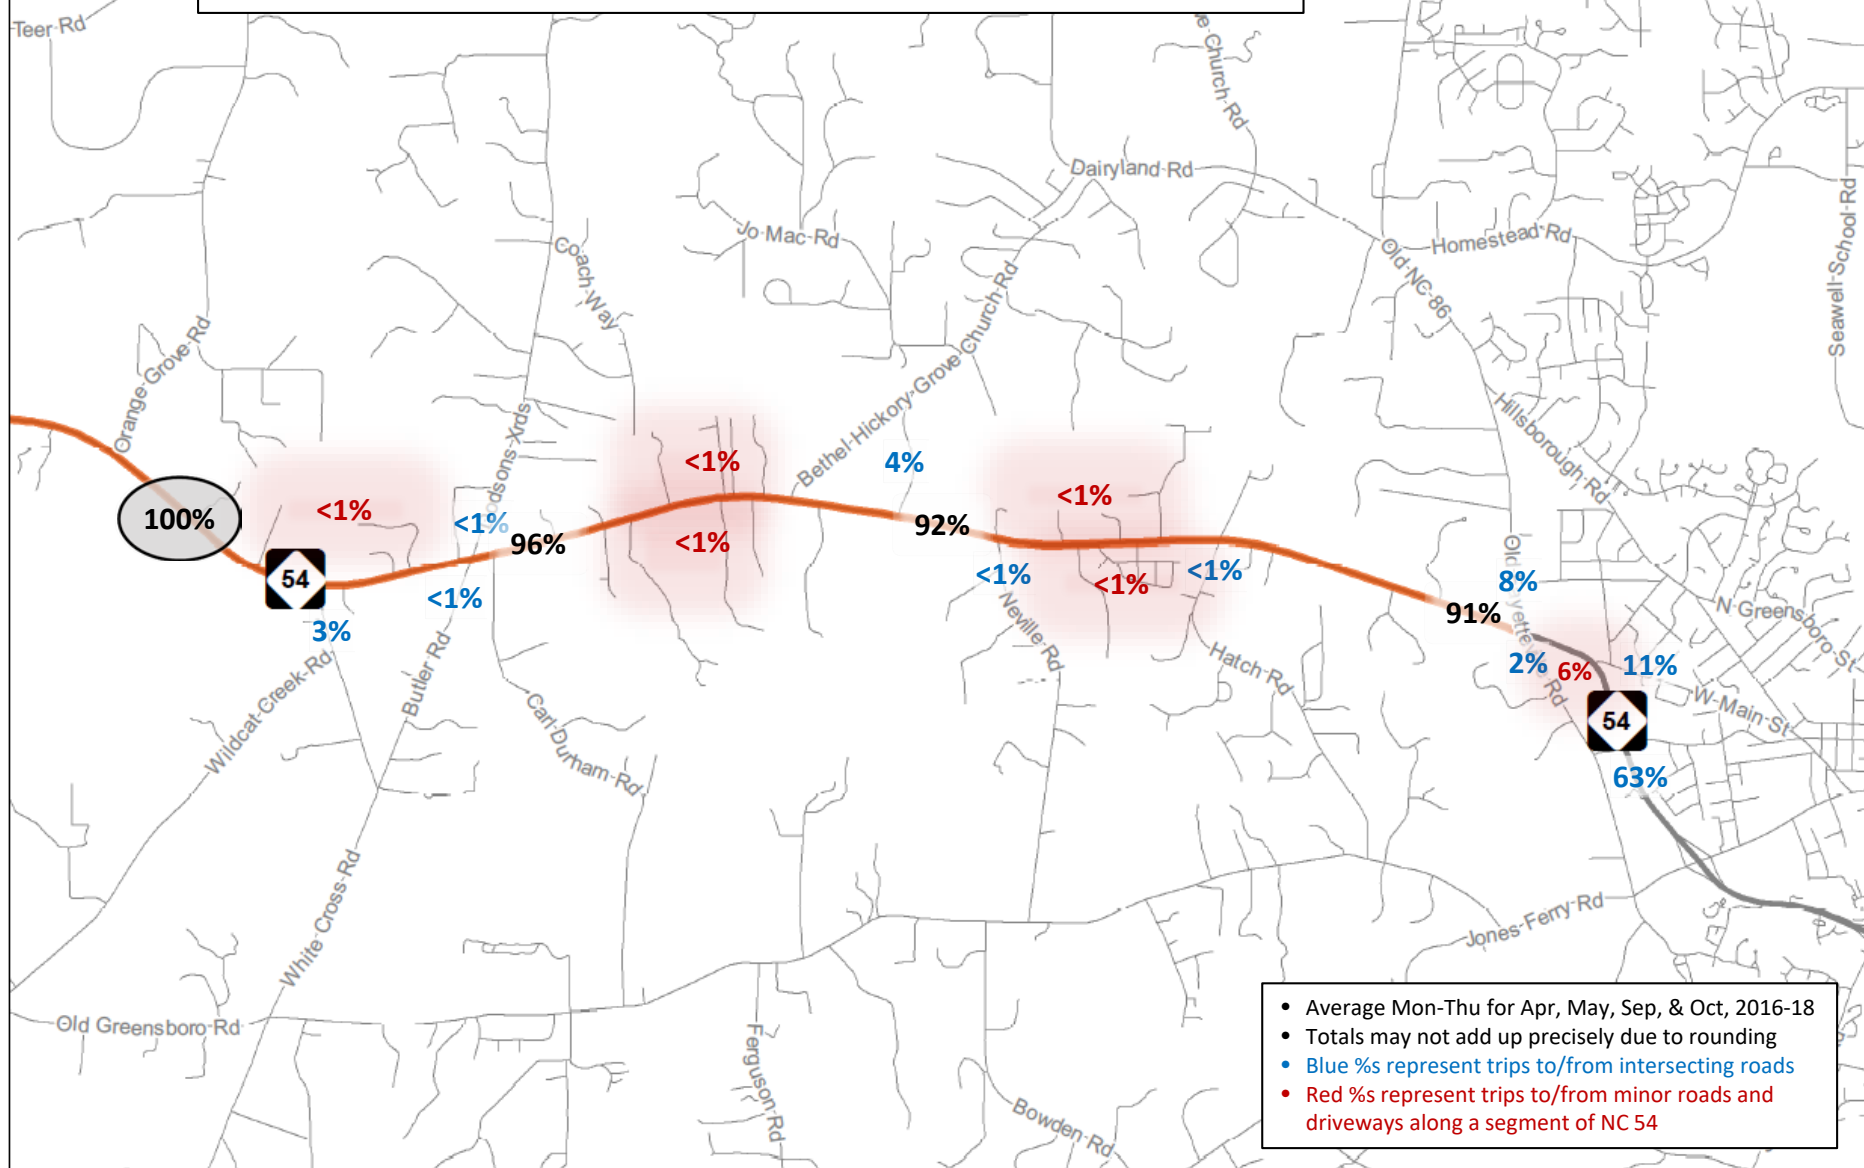 Teer Rd
e Church Rd
Dairyland Rd
Jo Mac Rd
Coach Way
Homestead Rd
Old NC 86
Seawell School Rd
Orange Grove Rd
Bethel Hickory Grove Church Rd
Hillsborough Rd
odsons Xrds
<1%
4%
<1%
<1%
100%
<1%
96%
92%
<1%
54
<1%
<1%
<1%
<1%
Old
yette
Rd
8%
91%
N Greensboro St
3%
Neville Rd
Hatch Rd
2%
6%
11%
W Main St
54
Wildcat Creek Rd
Butler Rd
Carl Durham Rd
63%
White Cross Rd
Jones Ferry Rd
Old Greensboro Rd
Ferguson Rd
Bowden Rd
• Average Mon-Thu for Apr, May, Sep, & Oct, 2016-18
• Totals may not add up precisely due to rounding
• Blue %s represent trips to/from intersecting roads
• Red %s represent trips to/from minor roads and
driveways along a segment of NC 54